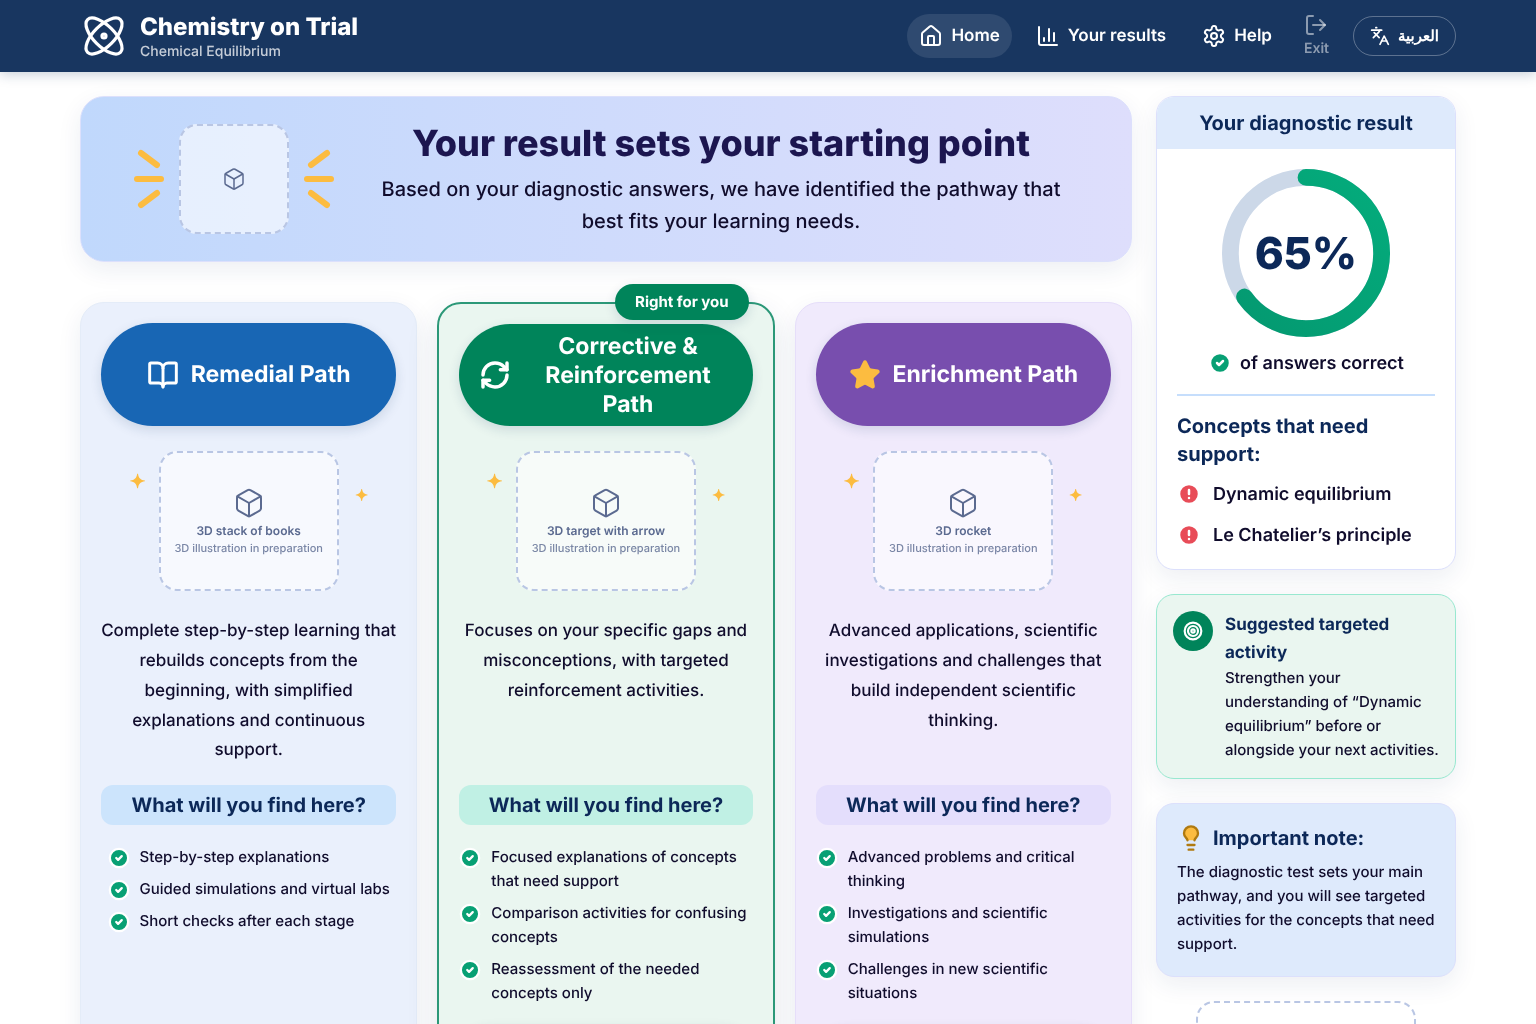 Chemistry on Trial
Chemical Equilibrium
Home
Your results
Help
Exit
العربية
Your result sets your starting point
Based on your diagnostic answers, we have identified the pathway that
best fits your learning needs.
Remedial Path
3D stack of books
3D illustration in preparation
Complete step-by-step learning that
rebuilds concepts from the
beginning, with simplified
explanations and continuous
support.
What will you find here?
Step-by-step explanations
Guided simulations and virtual labs
Short checks after each stage
Right for you
Corrective &
Reinforcement
Path
3D target with arrow
3D illustration in preparation
Focuses on your specific gaps and
misconceptions, with targeted
reinforcement activities.
What will you find here?
Focused explanations of concepts
that need support
Comparison activities for confusing
concepts
Reassessment of the needed
concepts only
Enrichment Path
3D rocket
3D illustration in preparation
Advanced applications, scientific
investigations and challenges that
build independent scientific
thinking.
What will you find here?
Advanced problems and critical
thinking
Investigations and scientific
simulations
Challenges in new scientific
situations
Your diagnostic result
65%
of answers correct
Concepts that need
support:
Dynamic equilibrium
Le Chatelier’s principle
Suggested targeted
activity
Strengthen your
understanding of “Dynamic
equilibrium” before or
alongside your next activities.
Important note:
The diagnostic test sets your main
pathway, and you will see targeted
activities for the concepts that need
support.